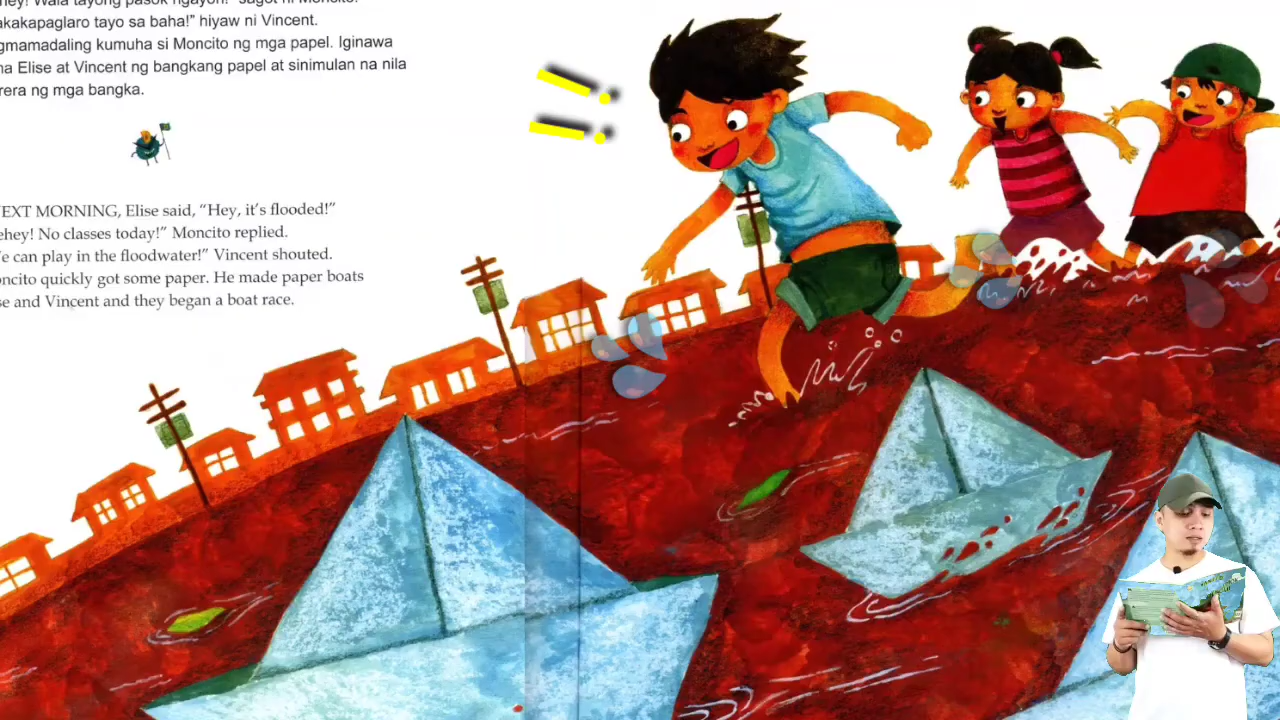 hey! Wala tayong pasok ngayon!" sagot ni Moncito.
akakapaglaro tayo sa baha!" hiyaw ni Vincent.
gmamadaling kumuha si Moncito ng mga papel. Iginawa
na Elise at Vincent ng bangkang papel at sinimulan na nila
rera ng mga bangka.
EXT MORNING, Elise said, “Hey, it’s flooded!”
ehey! No classes today!” Moncito replied.
e can play in the floodwater!” Vincent shouted.
oncito quickly got some paper. He made paper boats
se and Vincent and they began a boat race.